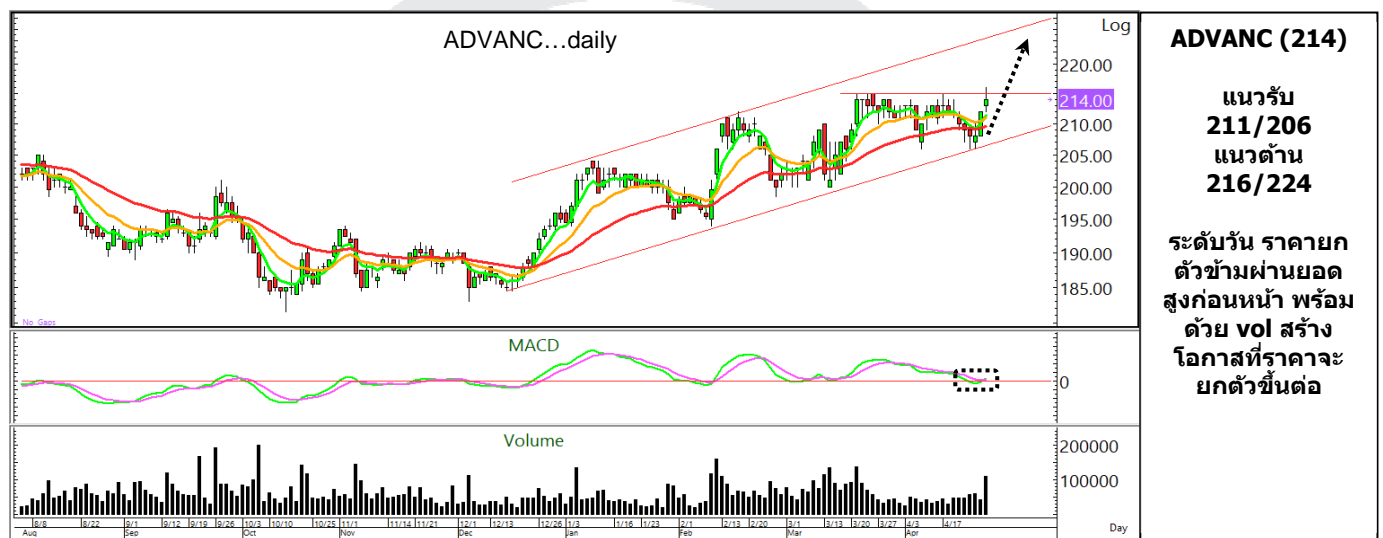 ADVANC...daily
Log
220.00
214.00
210.00
205.00
200.00
195.00
190.00
185.00
No Gaps
MACD
0
Volume
200000
100000
8/8 8/22 9/1 9/12 9/19 9/26 10/3 10/10 10/25 11/1 11/14 11/21 12/1 12/13 12/26 1/3 1/16 1/23 2/1 2/13 2/20 3/1 3/13 3/20 3/27 4/3 4/17
Aug Sep Oct Nov Dec Jan Feb Mar Apr
Day
ADVANC (214)
แนวรับ
211/206
แนวต้าน
216/224
ระดับวัน ราคายก
ตัวข้ามผ่านยอด
สูงก่อนหน้า พร้อม
ด้วย vol สร้าง
โอกาสที่ราคาจะ
ยกตัวขึ้นต่อ